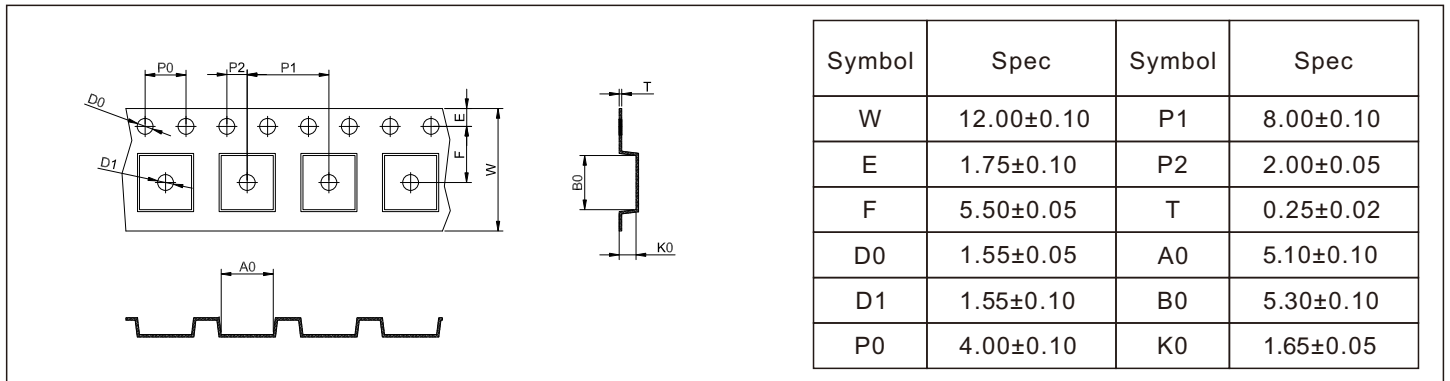 P0
P2
P1
D0
D1
E
F
W
T
B0
K0
A0
Symbol Spec Symbol Spec
W 12.00±0.10 P1 8.00±0.10
E 1.75±0.10 P2 2.00±0.05
F 5.50±0.05 T 0.25±0.02
D0 1.55±0.05 A0 5.10±0.10
D1 1.55±0.10 B0 5.30±0.10
P0 4.00±0.10 K0 1.65±0.05